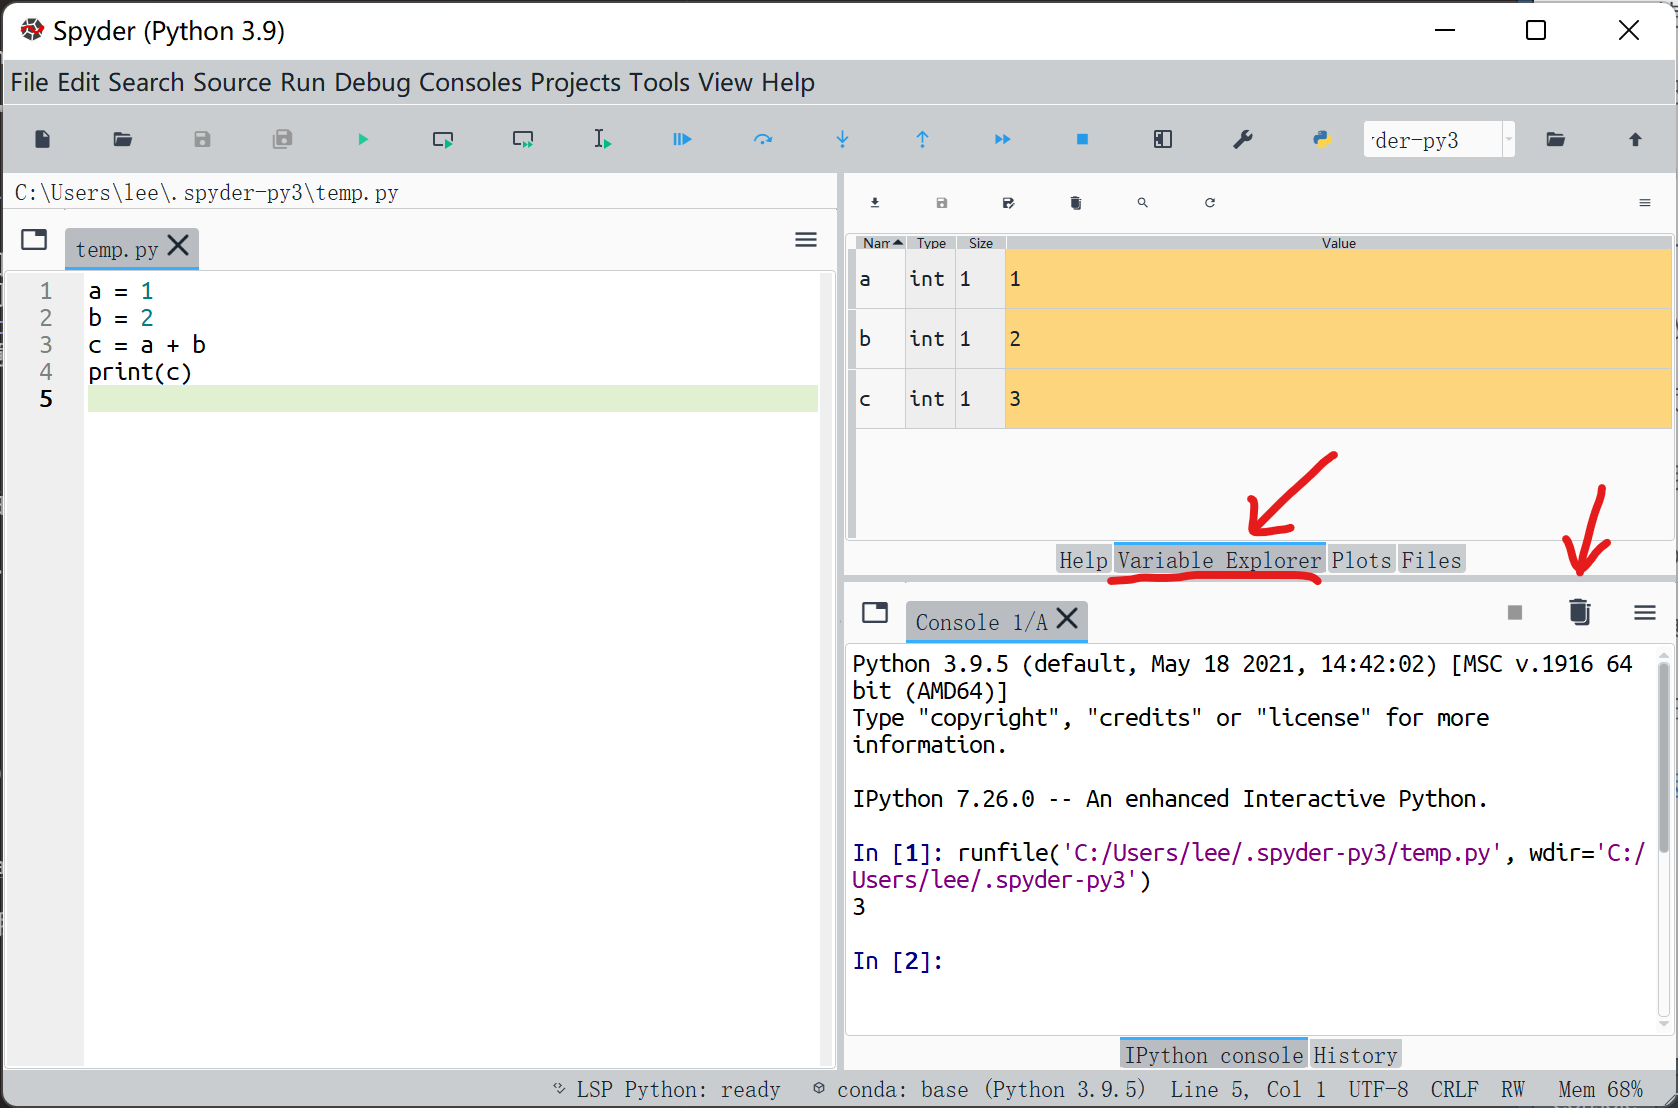 Spyder (Python 3.9)
File Edit Search Source Run Debug Consoles Projects Tools View Help
der-py3
C:\Users\lee\.spyder-py3\temp.py
temp.py
1 a = 1
2 b = 2
3 c = a + b
4 print(c)
5
Nam Type Size Value
a int 1 1
b int 1 2
c int 1 3
Help Variable Explorer Plots Files
Console 1/A
Python 3.9.5 (default, May 18 2021, 14:42:02) [MSC v.1916 64
bit (AMD64)]
Type "copyright", "credits" or "license" for more
information.
IPython 7.26.0 -- An enhanced Interactive Python.
In [1]: runfile('C:/Users/lee/.spyder-py3/temp.py', wdir='C:/
Users/lee/.spyder-py3')
3
In [2]:
IPython console History
LSP Python: ready conda: base (Python 3.9.5) Line 5, Col 1 UTF-8 CRLF RW Mem 68%